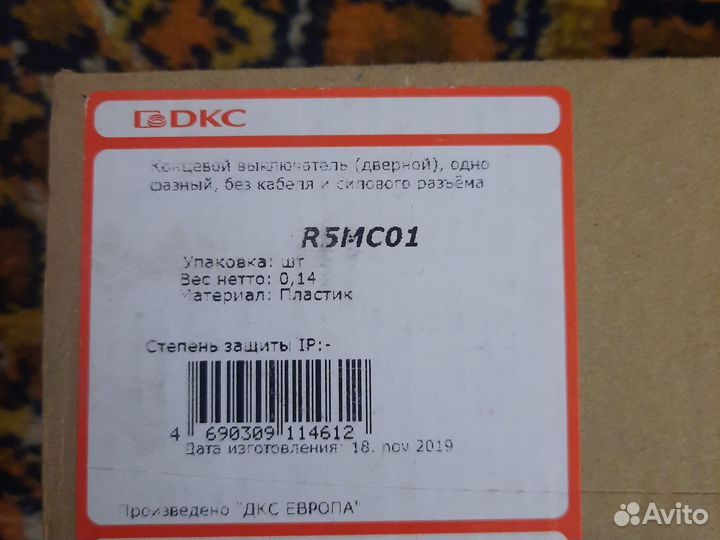 DKC
Концевой выключатель (дверной), одно
фазный, без кабеля и силового разъёма
R5MC01
Упаковка: шт
Вес нетто: 0,14
Материал: Пластик
Степень защиты IP:-
4 690309 114612
Дата изготовления: 18. nov 2019
Произведено "ДКС ЕВРОПА"
Avito